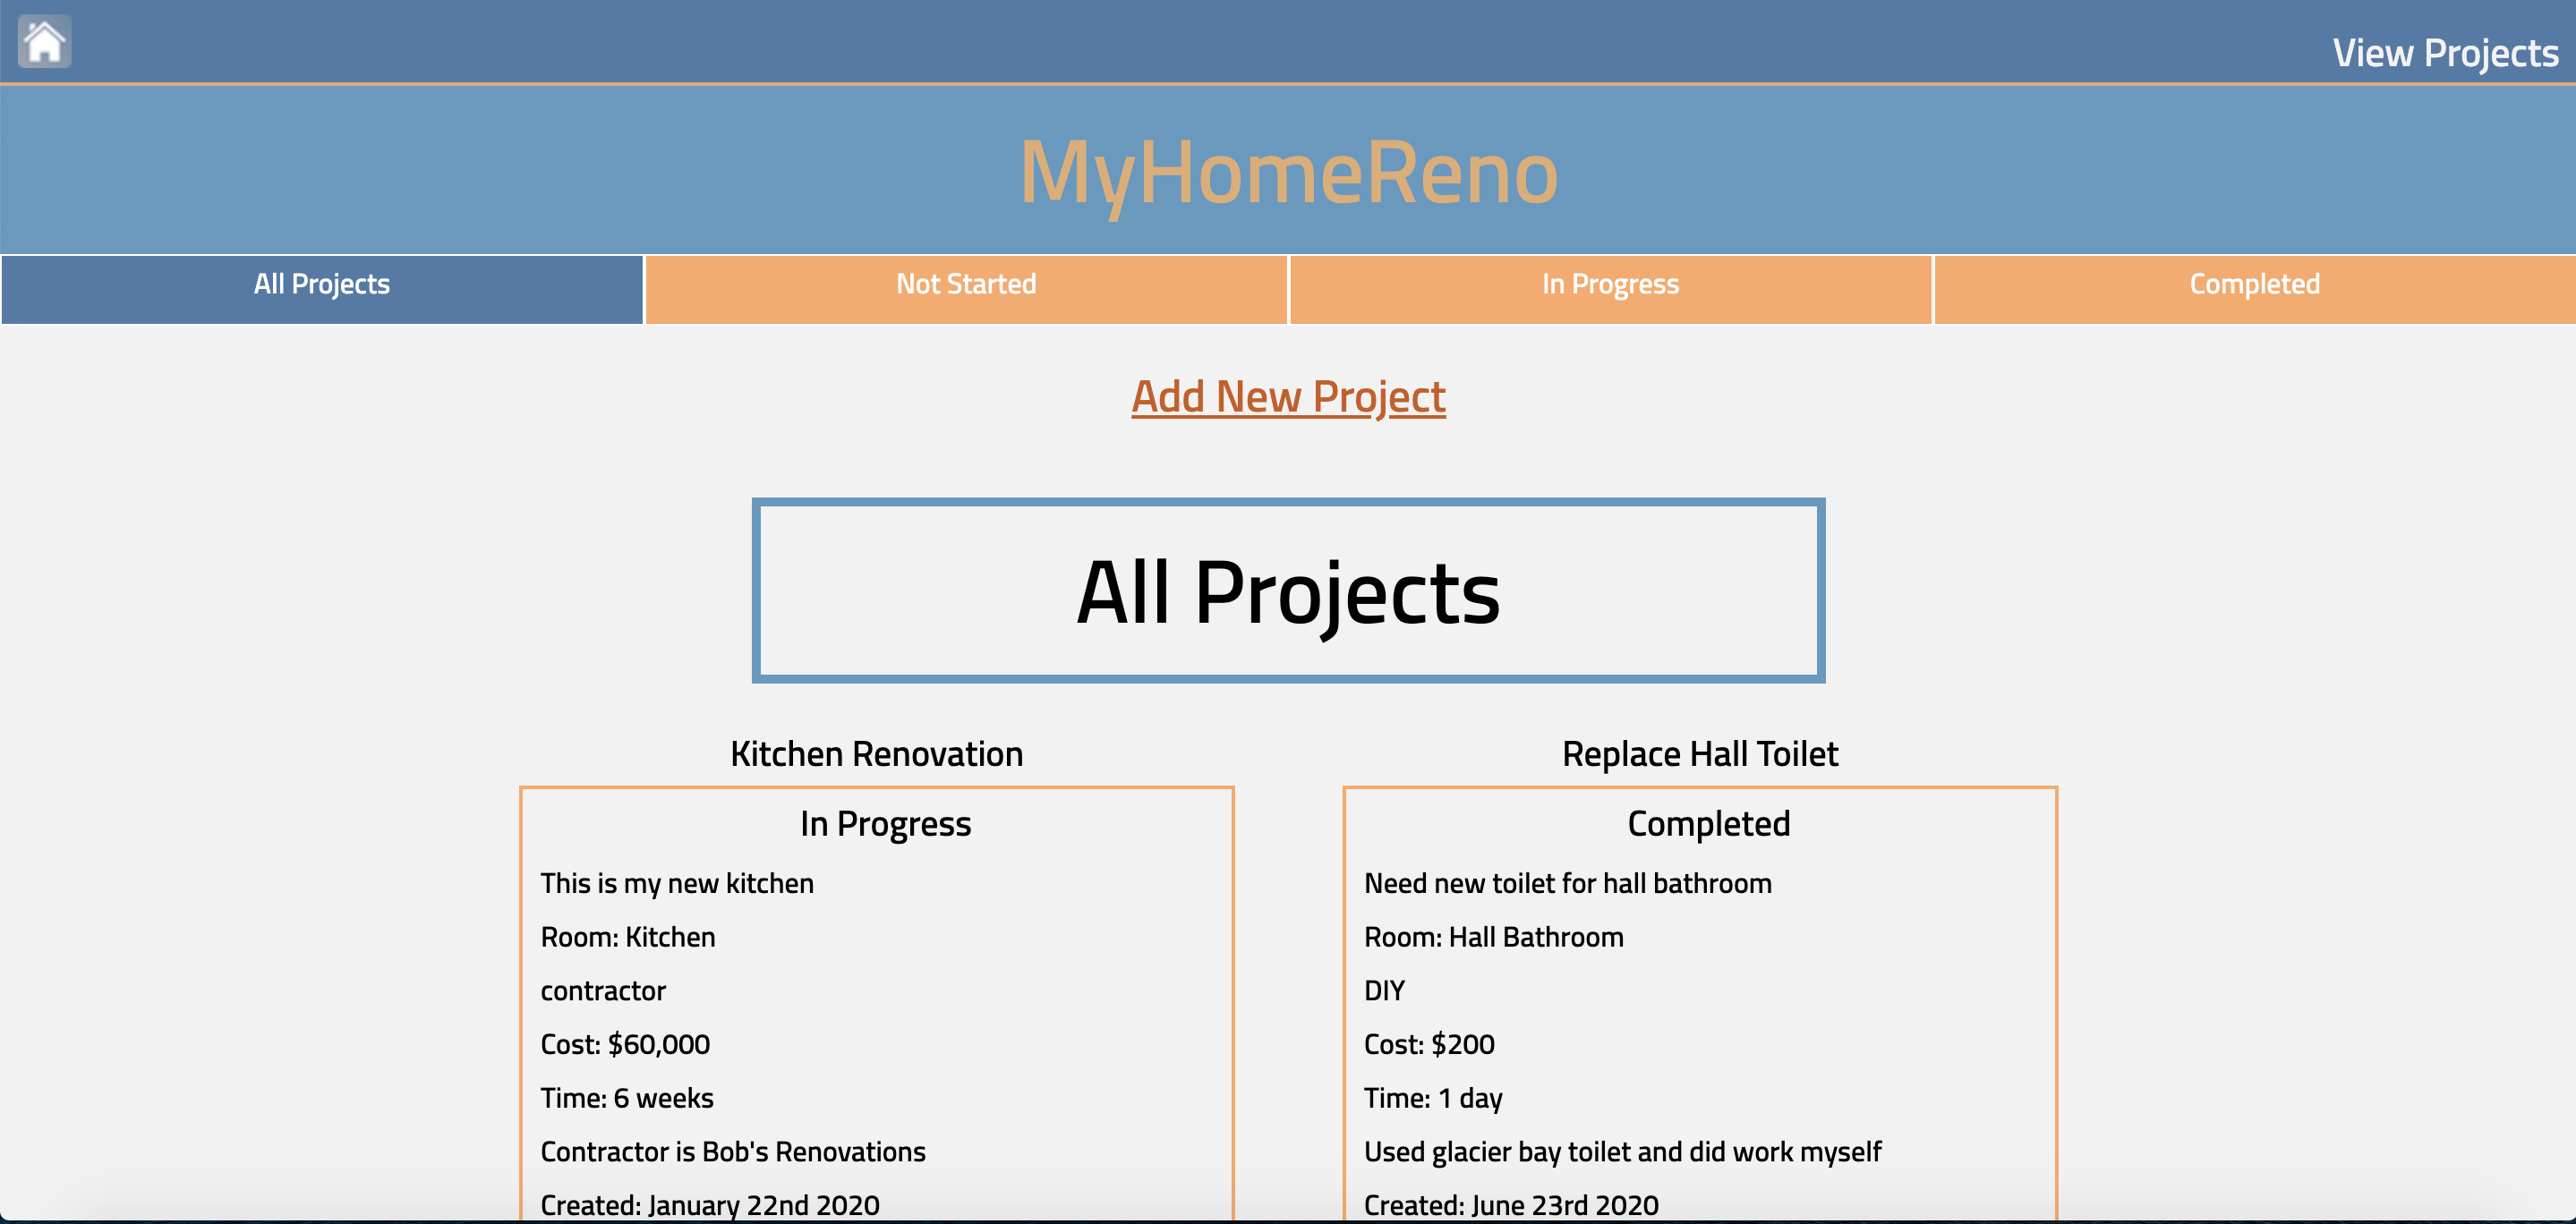 View Projects
MyHomeReno
All Projects
Not Started
In Progress
Completed
Add New Project
All Projects
Kitchen Renovation
In Progress
This is my new kitchen
Room: Kitchen
contractor
Cost: $60,000
Time: 6 weeks
Contractor is Bob's Renovations
Created: January 22nd 2020
Replace Hall Toilet
Completed
Need new toilet for hall bathroom
Room: Hall Bathroom
DIY
Cost: $200
Time: 1 day
Used glacier bay toilet and did work myself
Created: June 23rd 2020